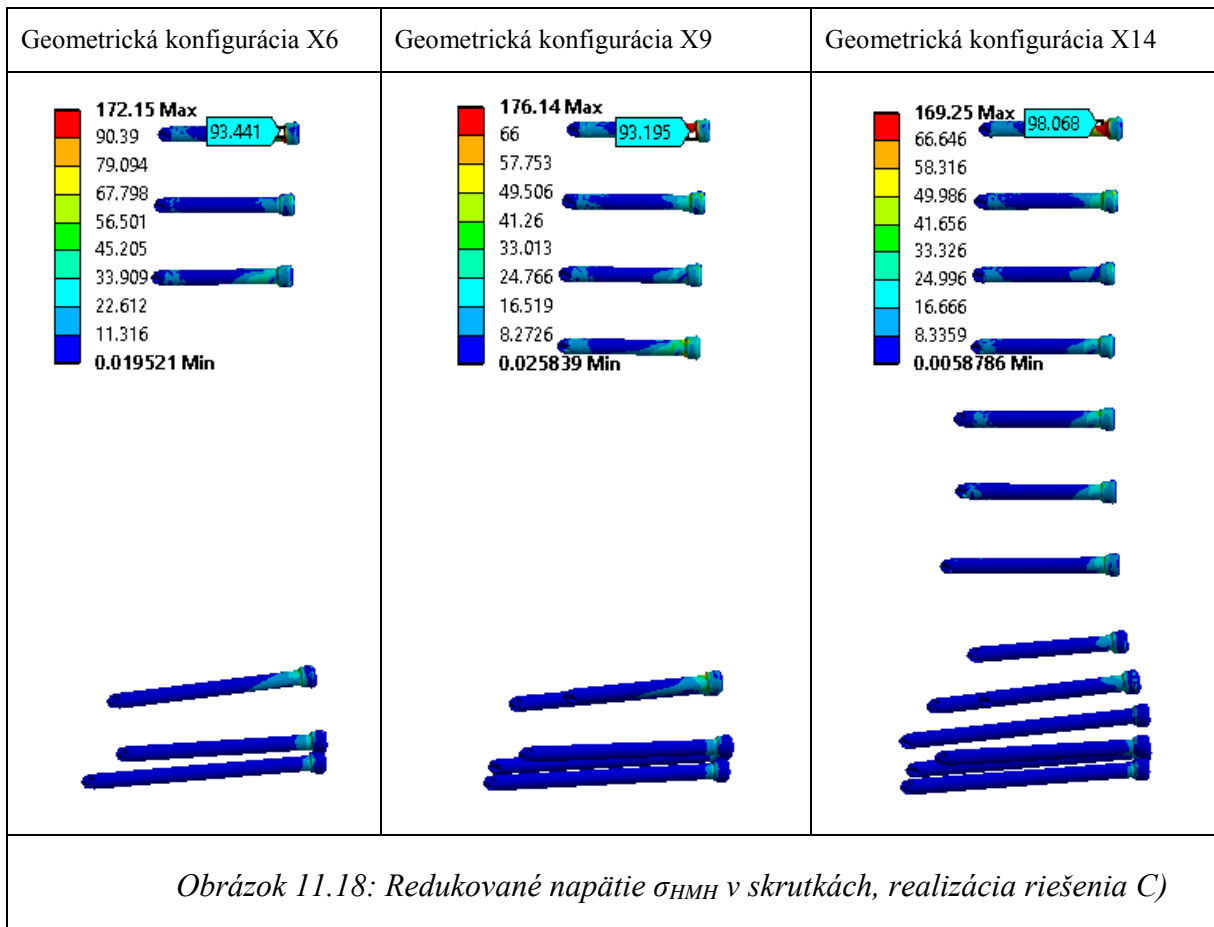 Geometrická konfigurácia X6
Geometrická konfigurácia X9
Geometrická konfigurácia X14
172.15 Max
90.39
79.094
67.798
56.501
45.205
33.909
22.612
11.316
0.019521 Min
93.441
176.14 Max
66
57.753
49.506
41.26
33.013
24.766
16.519
8.2726
0.025839 Min
93.195
169.25 Max
66.646
58.316
49.986
41.656
33.326
24.996
16.666
8.3359
0.0058786 Min
98.068
Obrázok 11.18: Redukované napätie σHMH v skrutkách, realizácia riešenia C)